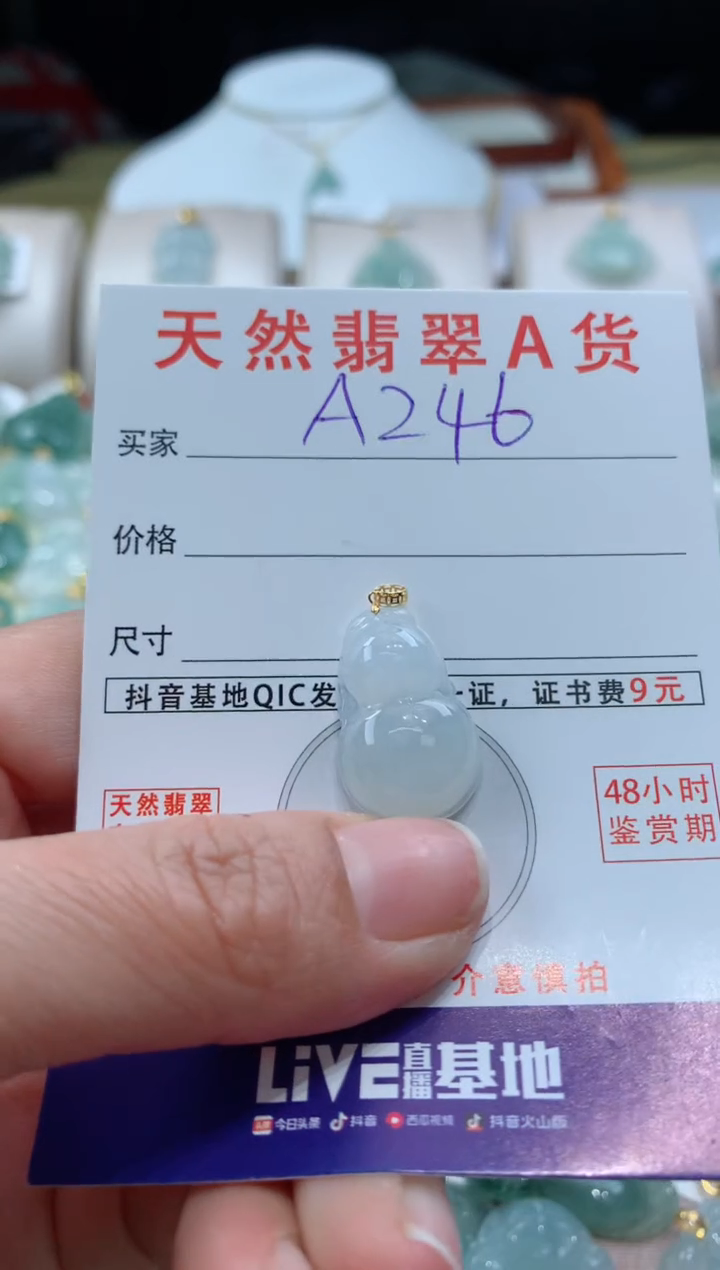 天然翡翠A货
买家 A246
价格
尺寸
抖音基地QIC发 一证，证书费9元
天然翡翠
48小时
鉴赏期
介意慎拍
LiVE直播基地
今日头条 抖音 西瓜视频 抖音火山版